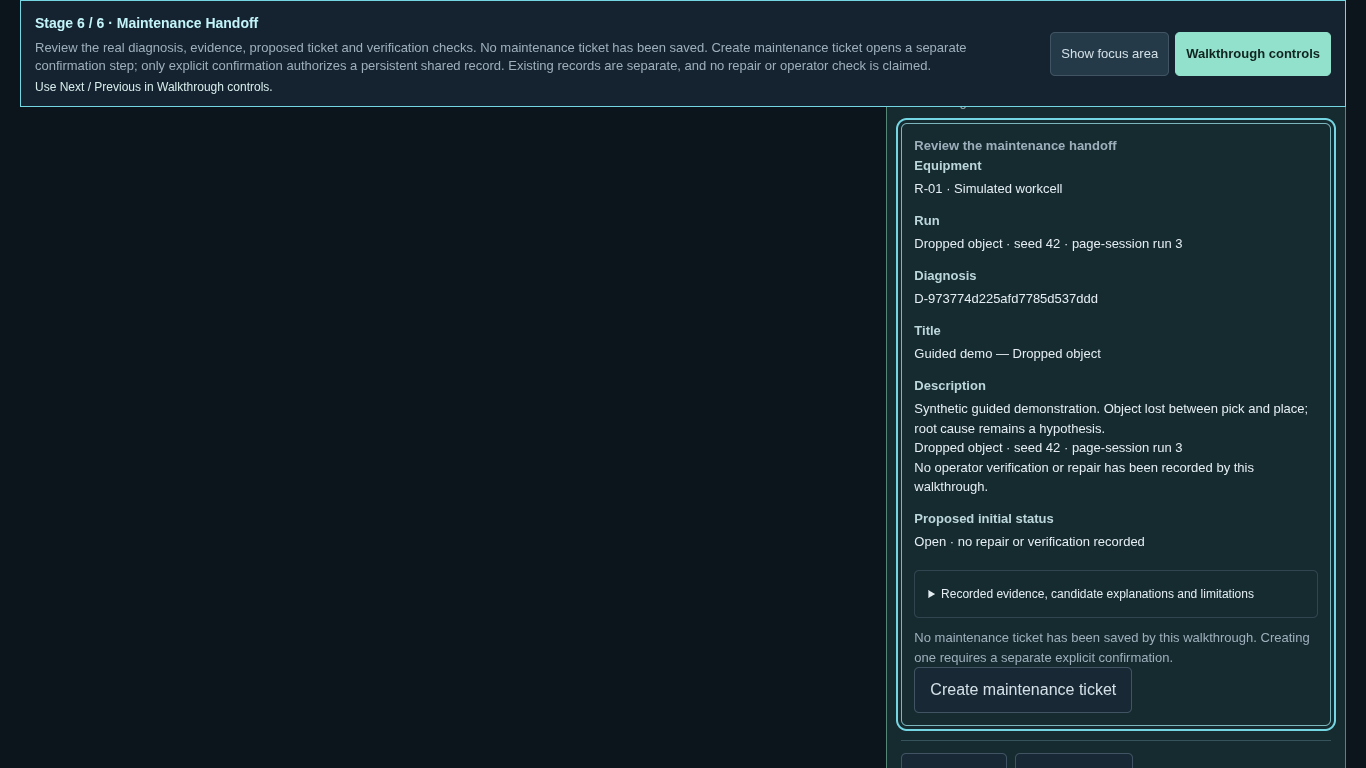 Stage 6 / 6 · Maintenance Handoff
Review the real diagnosis, evidence, proposed ticket and verification checks. No maintenance ticket has been saved. Create maintenance ticket opens a separate
confirmation step; only explicit confirmation authorizes a persistent shared record. Existing records are separate, and no repair or operator check is claimed.
Use Next / Previous in Walkthrough controls.
Show focus area
Walkthrough controls
Review the maintenance handoff
Equipment
R-01 · Simulated workcell
Run
Dropped object · seed 42 · page-session run 3
Diagnosis
D-973774d225afd7785d537ddd
Title
Guided demo — Dropped object
Description
Synthetic guided demonstration. Object lost between pick and place;
root cause remains a hypothesis.
Dropped object · seed 42 · page-session run 3
No operator verification or repair has been recorded by this
walkthrough.
Proposed initial status
Open · no repair or verification recorded
Recorded evidence, candidate explanations and limitations
No maintenance ticket has been saved by this walkthrough. Creating
one requires a separate explicit confirmation.
Create maintenance ticket